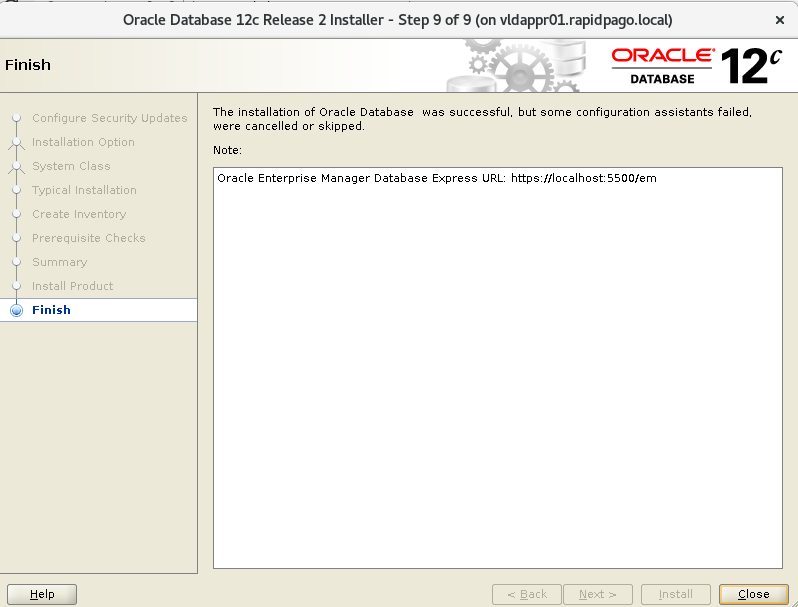 Oracle Database 12c Release 2 Installer - Step 9 of 9 (on vldappr01.rapidpago.local)
Finish
ORACLE®
DATABASE
12c
Configure Security Updates
Installation Option
System Class
Typical Installation
Create Inventory
Prerequisite Checks
Summary
Install Product
Finish
The installation of Oracle Database  was successful, but some configuration assistants failed,
were cancelled or skipped.
Note:
Oracle Enterprise Manager Database Express URL: https://localhost:5500/em
Help
< Back
Next >
Install
Close